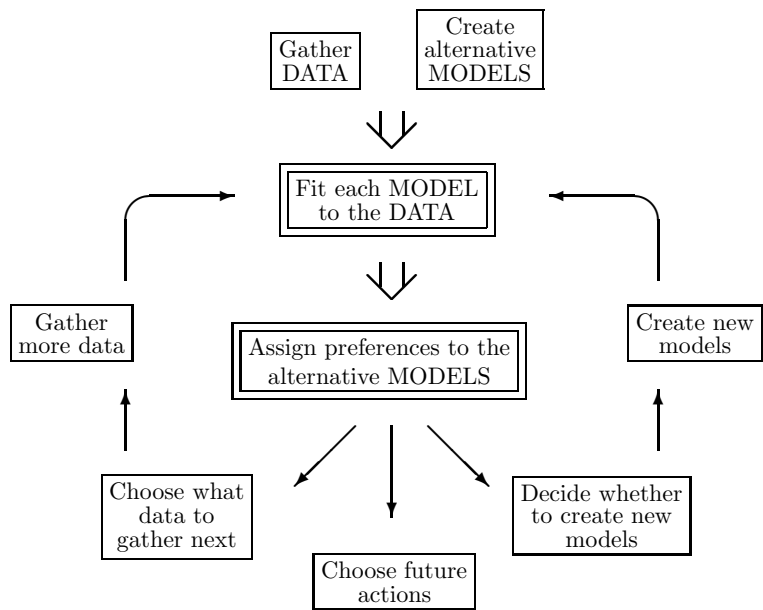 Gather
DATA
Create
alternative
MODELS
Fit each MODEL
to the DATA
Gather
more data
Assign preferences to the
alternative MODELS
Create new
models
Choose what
data to
gather next
Choose future
actions
Decide whether
to create new
models